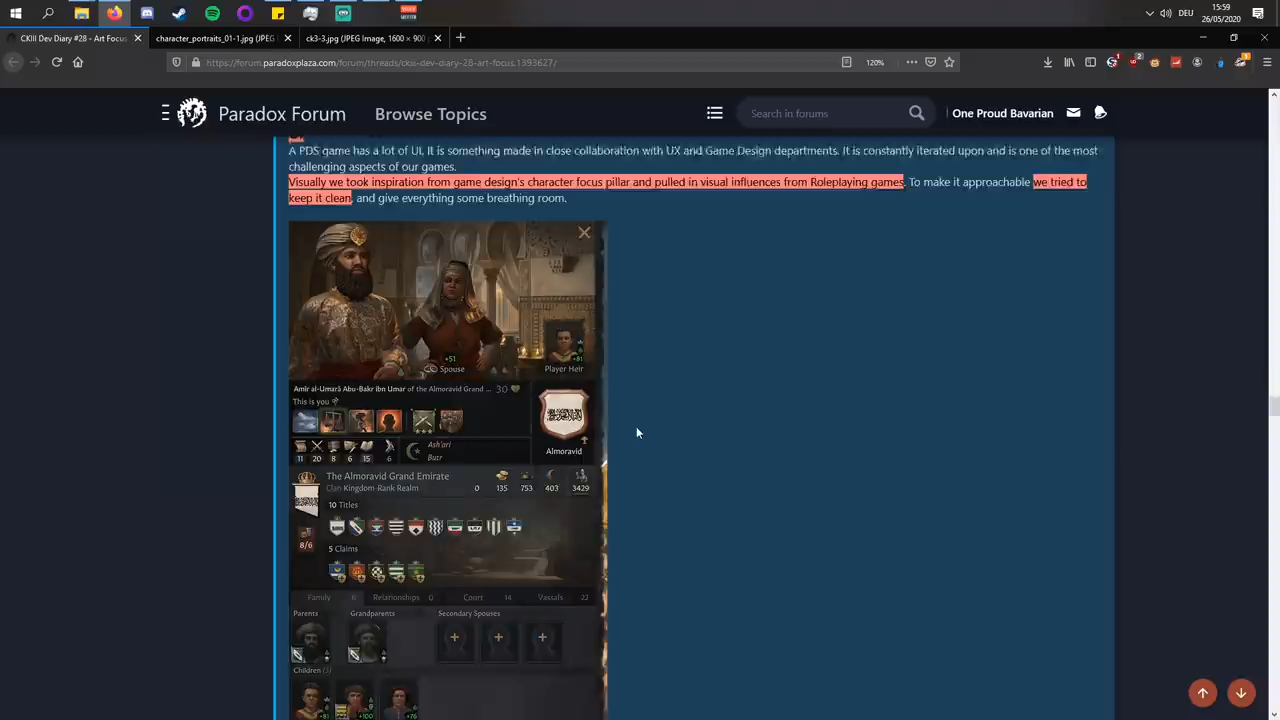 15:59
DEU
26/05/2020
CKIII Dev Diary #28 - Art Focus
character_portraits_01-1.jpg (JPEG I
ck3-3.jpg (JPEG Image, 1600 × 900 p
https://forum.paradoxplaza.com/forum/threads/ckiii-dev-diary-28-art-focus.1393627/
120%
Paradox Forum
Browse Topics
Search in forums
One Proud Bavarian
A PDS game has a lot of UI, It is something made in close collaboration with UX and Game Design departments. It is constantly iterated upon and is one of the most
challenging aspects of our games.
Visually we took inspiration from game design's character focus pillar and pulled in visual influences from Roleplaying games. To make it approachable we tried to
keep it clean, and give everything some breathing room.
+51
Spouse
+81
Player Heir
Amir al-Umara Abu-Bakr ibn Umar of the Almoravid Grand ... 30
This is you
11 20 8 6 15 6
Ash'ari
Butr
Almoravid
The Almoravid Grand Emirate
Clan Kingdom-Rank Realm
0 135 753 403 3429
10 Titles
8/6
5 Claims
Family 6 Relationships 0 Court 14 Vassals 22
Parents Grandparents Secondary Spouses
Children (3)
+81 +100 +76